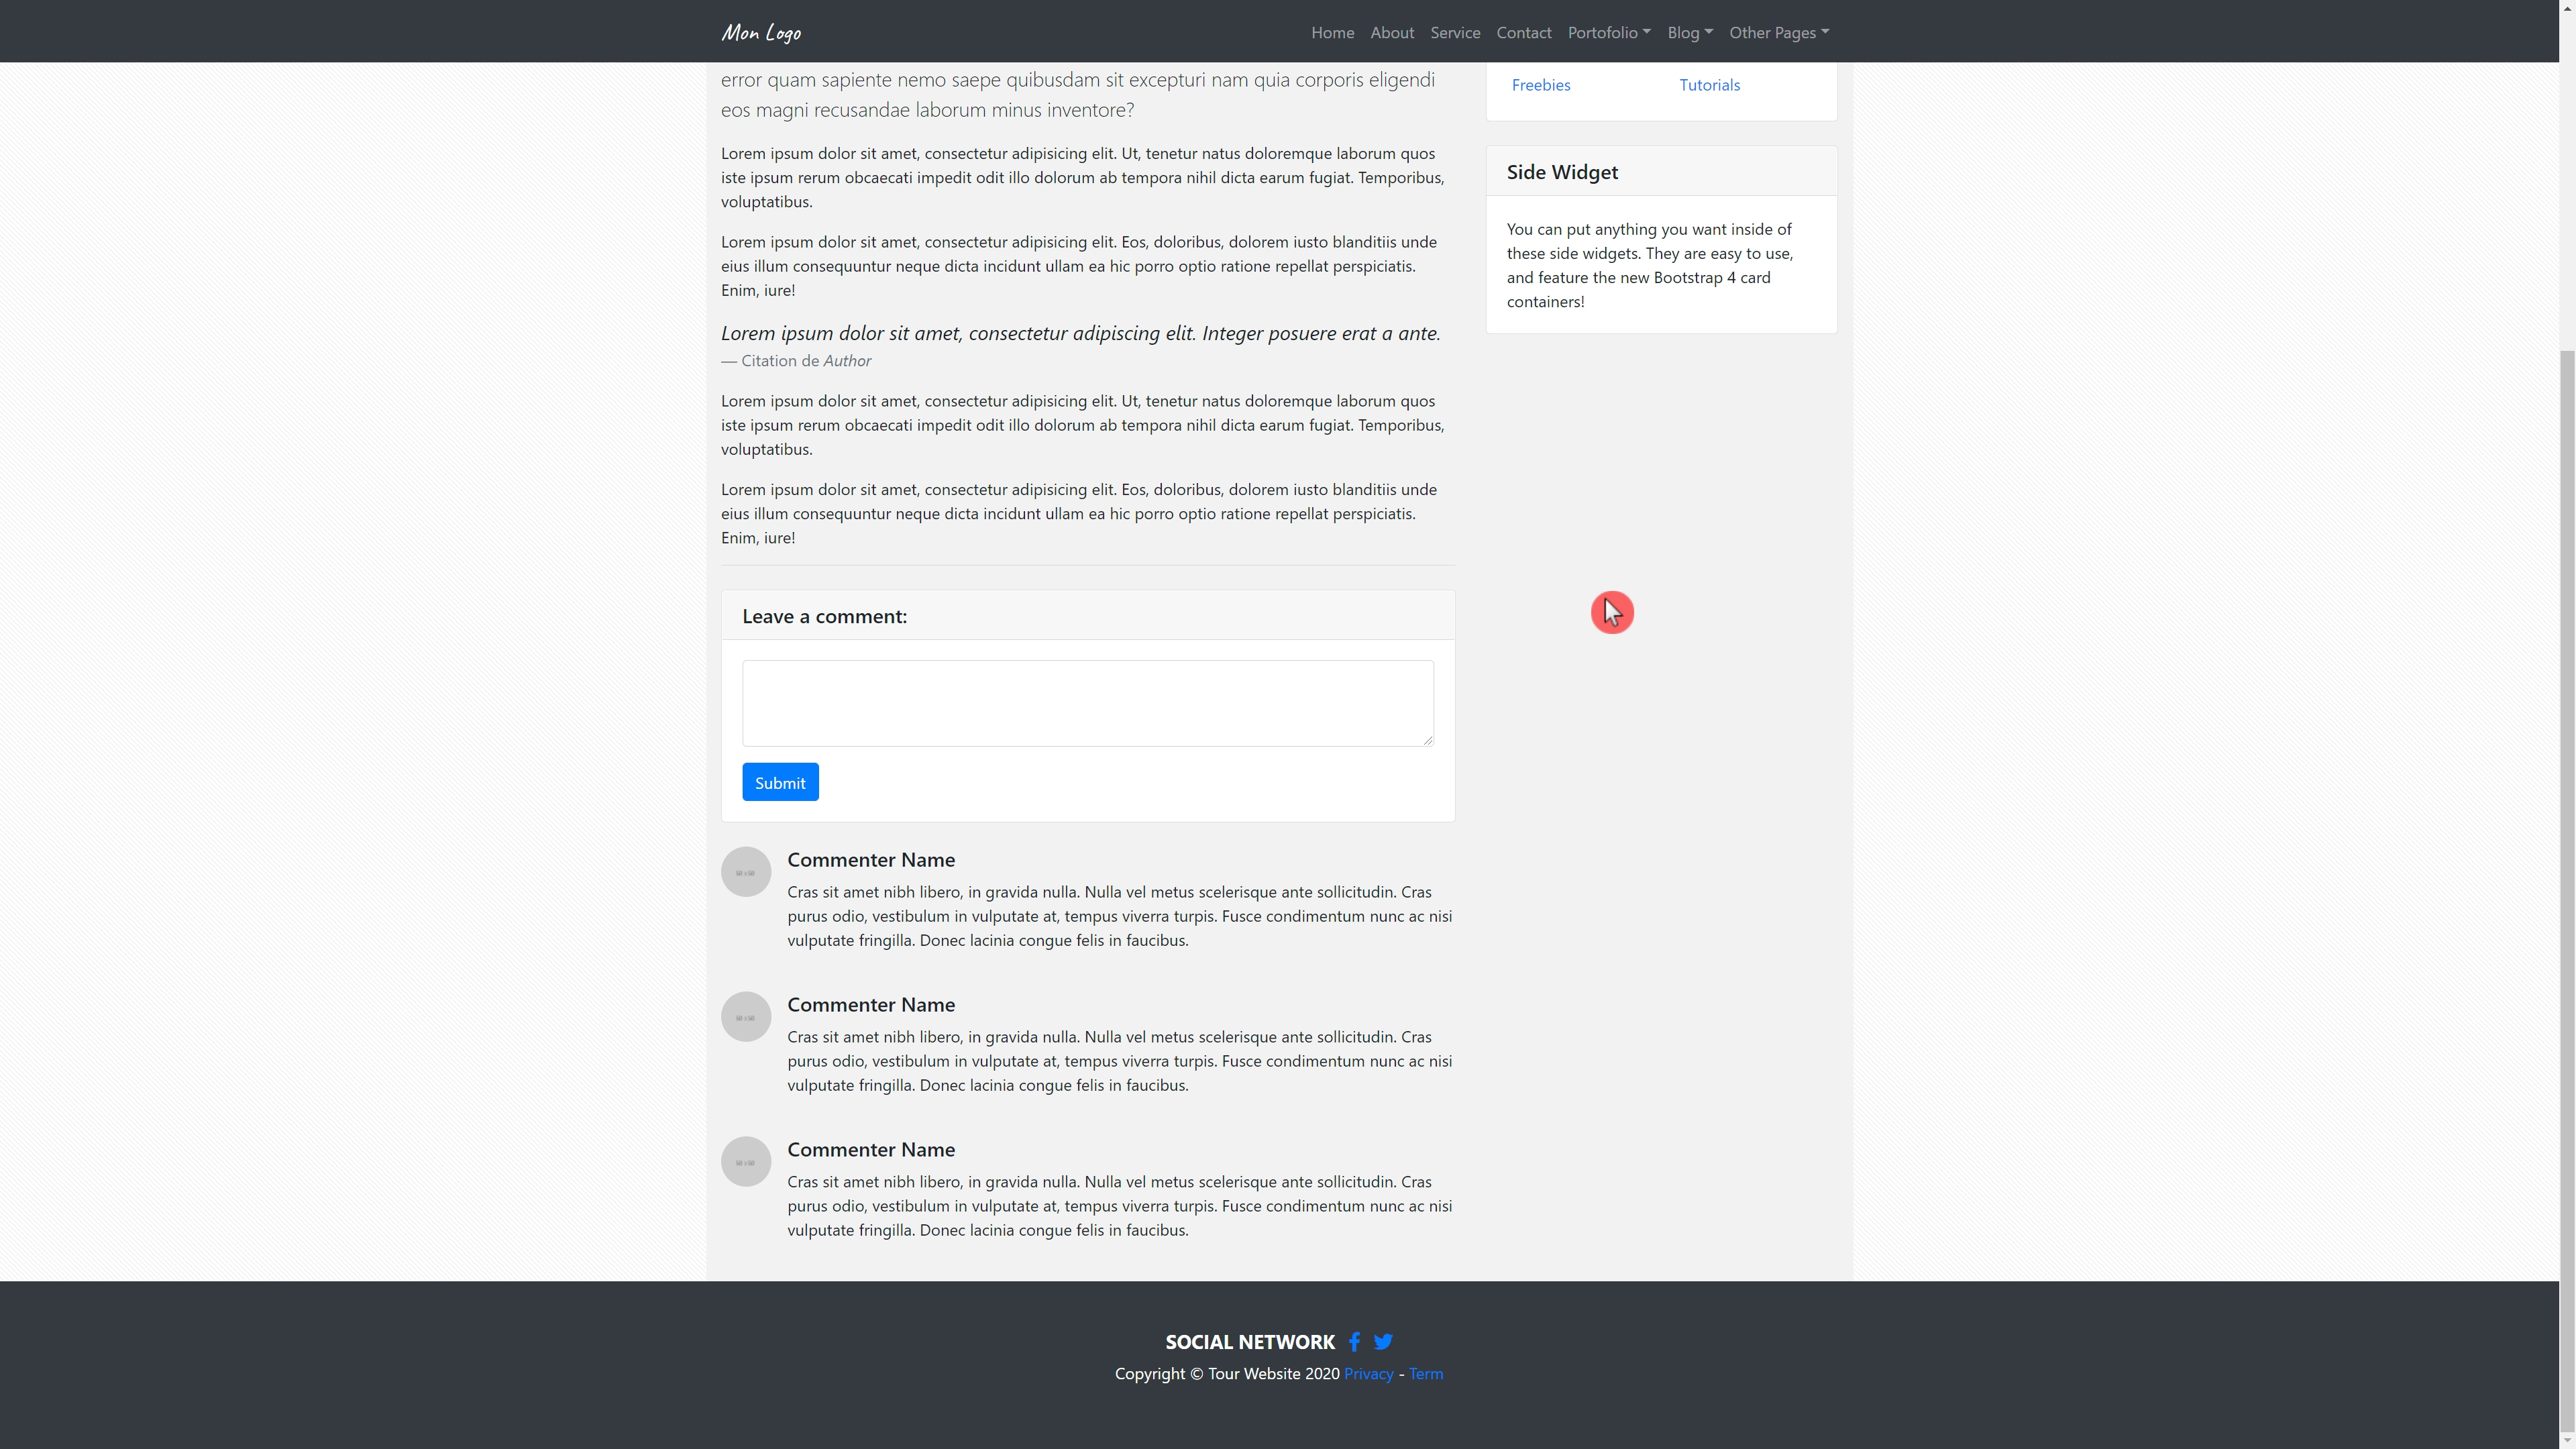 Mon Logo
Home About Service Contact Portofolio Blog Other Pages
error quam sapiente nemo saepe quibusdam sit excepturi nam quia corporis eligendi
eos magni recusandae laborum minus inventore?
Lorem ipsum dolor sit amet, consectetur adipisicing elit. Ut, tenetur natus doloremque laborum quos
iste ipsum rerum obcaecati impedit odit illo dolorum ab tempora nihil dicta earum fugiat. Temporibus,
voluptatibus.
Lorem ipsum dolor sit amet, consectetur adipisicing elit. Eos, doloribus, dolorem iusto blanditiis unde
eius illum consequuntur neque dicta incidunt ullam ea hic porro optio ratione repellat perspiciatis.
Enim, iure!
Lorem ipsum dolor sit amet, consectetur adipiscing elit. Integer posuere erat a ante.
— Citation de Author
Lorem ipsum dolor sit amet, consectetur adipisicing elit. Ut, tenetur natus doloremque laborum quos
iste ipsum rerum obcaecati impedit odit illo dolorum ab tempora nihil dicta earum fugiat. Temporibus,
voluptatibus.
Lorem ipsum dolor sit amet, consectetur adipisicing elit. Eos, doloribus, dolorem iusto blanditiis unde
eius illum consequuntur neque dicta incidunt ullam ea hic porro optio ratione repellat perspiciatis.
Enim, iure!
Leave a comment:
Submit
Commenter Name
Cras sit amet nibh libero, in gravida nulla. Nulla vel metus scelerisque ante sollicitudin. Cras
purus odio, vestibulum in vulputate at, tempus viverra turpis. Fusce condimentum nunc ac nisi
vulputate fringilla. Donec lacinia congue felis in faucibus.
Commenter Name
Cras sit amet nibh libero, in gravida nulla. Nulla vel metus scelerisque ante sollicitudin. Cras
purus odio, vestibulum in vulputate at, tempus viverra turpis. Fusce condimentum nunc ac nisi
vulputate fringilla. Donec lacinia congue felis in faucibus.
Commenter Name
Cras sit amet nibh libero, in gravida nulla. Nulla vel metus scelerisque ante sollicitudin. Cras
purus odio, vestibulum in vulputate at, tempus viverra turpis. Fusce condimentum nunc ac nisi
vulputate fringilla. Donec lacinia congue felis in faucibus.
Freebies Tutorials
Side Widget
You can put anything you want inside of
these side widgets. They are easy to use,
and feature the new Bootstrap 4 card
containers!
SOCIAL NETWORK
Copyright © Tour Website 2020 Privacy - Term